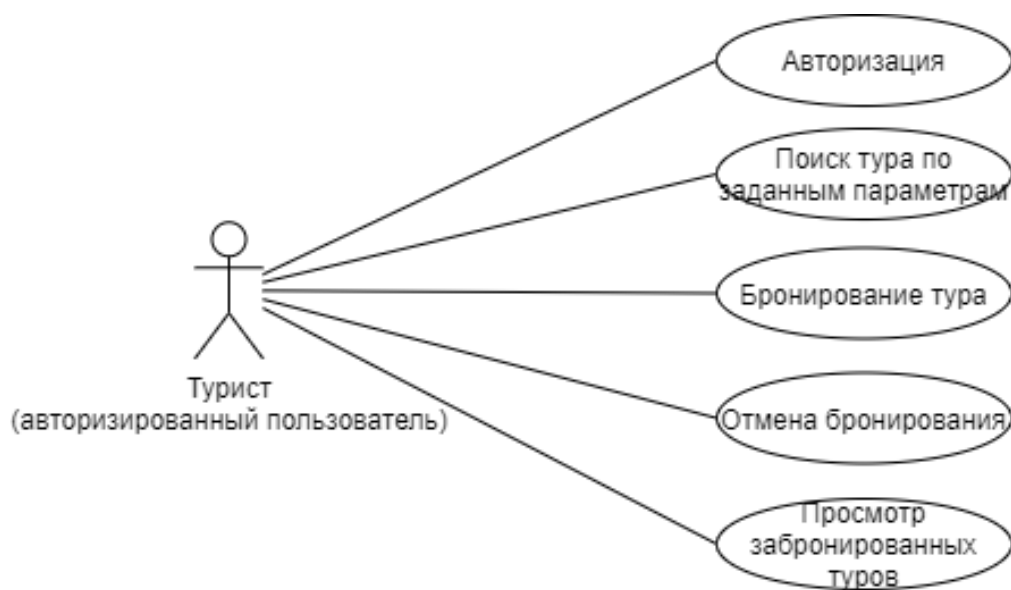 Авторизация
Поиск тура по
заданным параметрам
Бронирование тура
Турист
(авторизированный пользователь)
Отмена бронирования
Просмотр
забронированных
туров